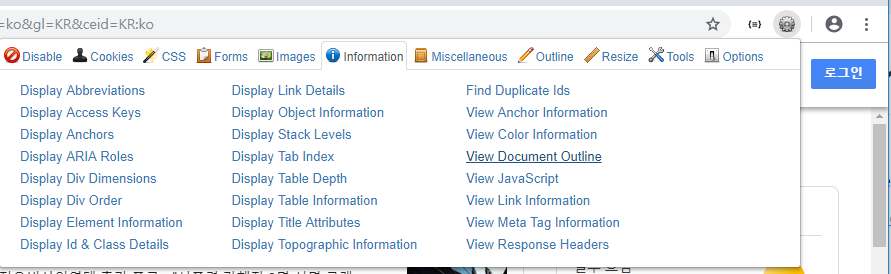 =ko&gl=KR&ceid=KR:ko
Disable Cookies CSS Forms Images Information Miscellaneous Outline Resize Tools Options
로그인
Display Abbreviations Display Link Details Find Duplicate Ids
Display Access Keys Display Object Information View Anchor Information
Display Anchors Display Stack Levels View Color Information
Display ARIA Roles Display Tab Index View Document Outline
Display Div Dimensions Display Table Depth View JavaScript
Display Div Order Display Table Information View Link Information
Display Element Information Display Title Attributes View Meta Tag Information
Display Id & Class Details Display Topographic Information View Response Headers